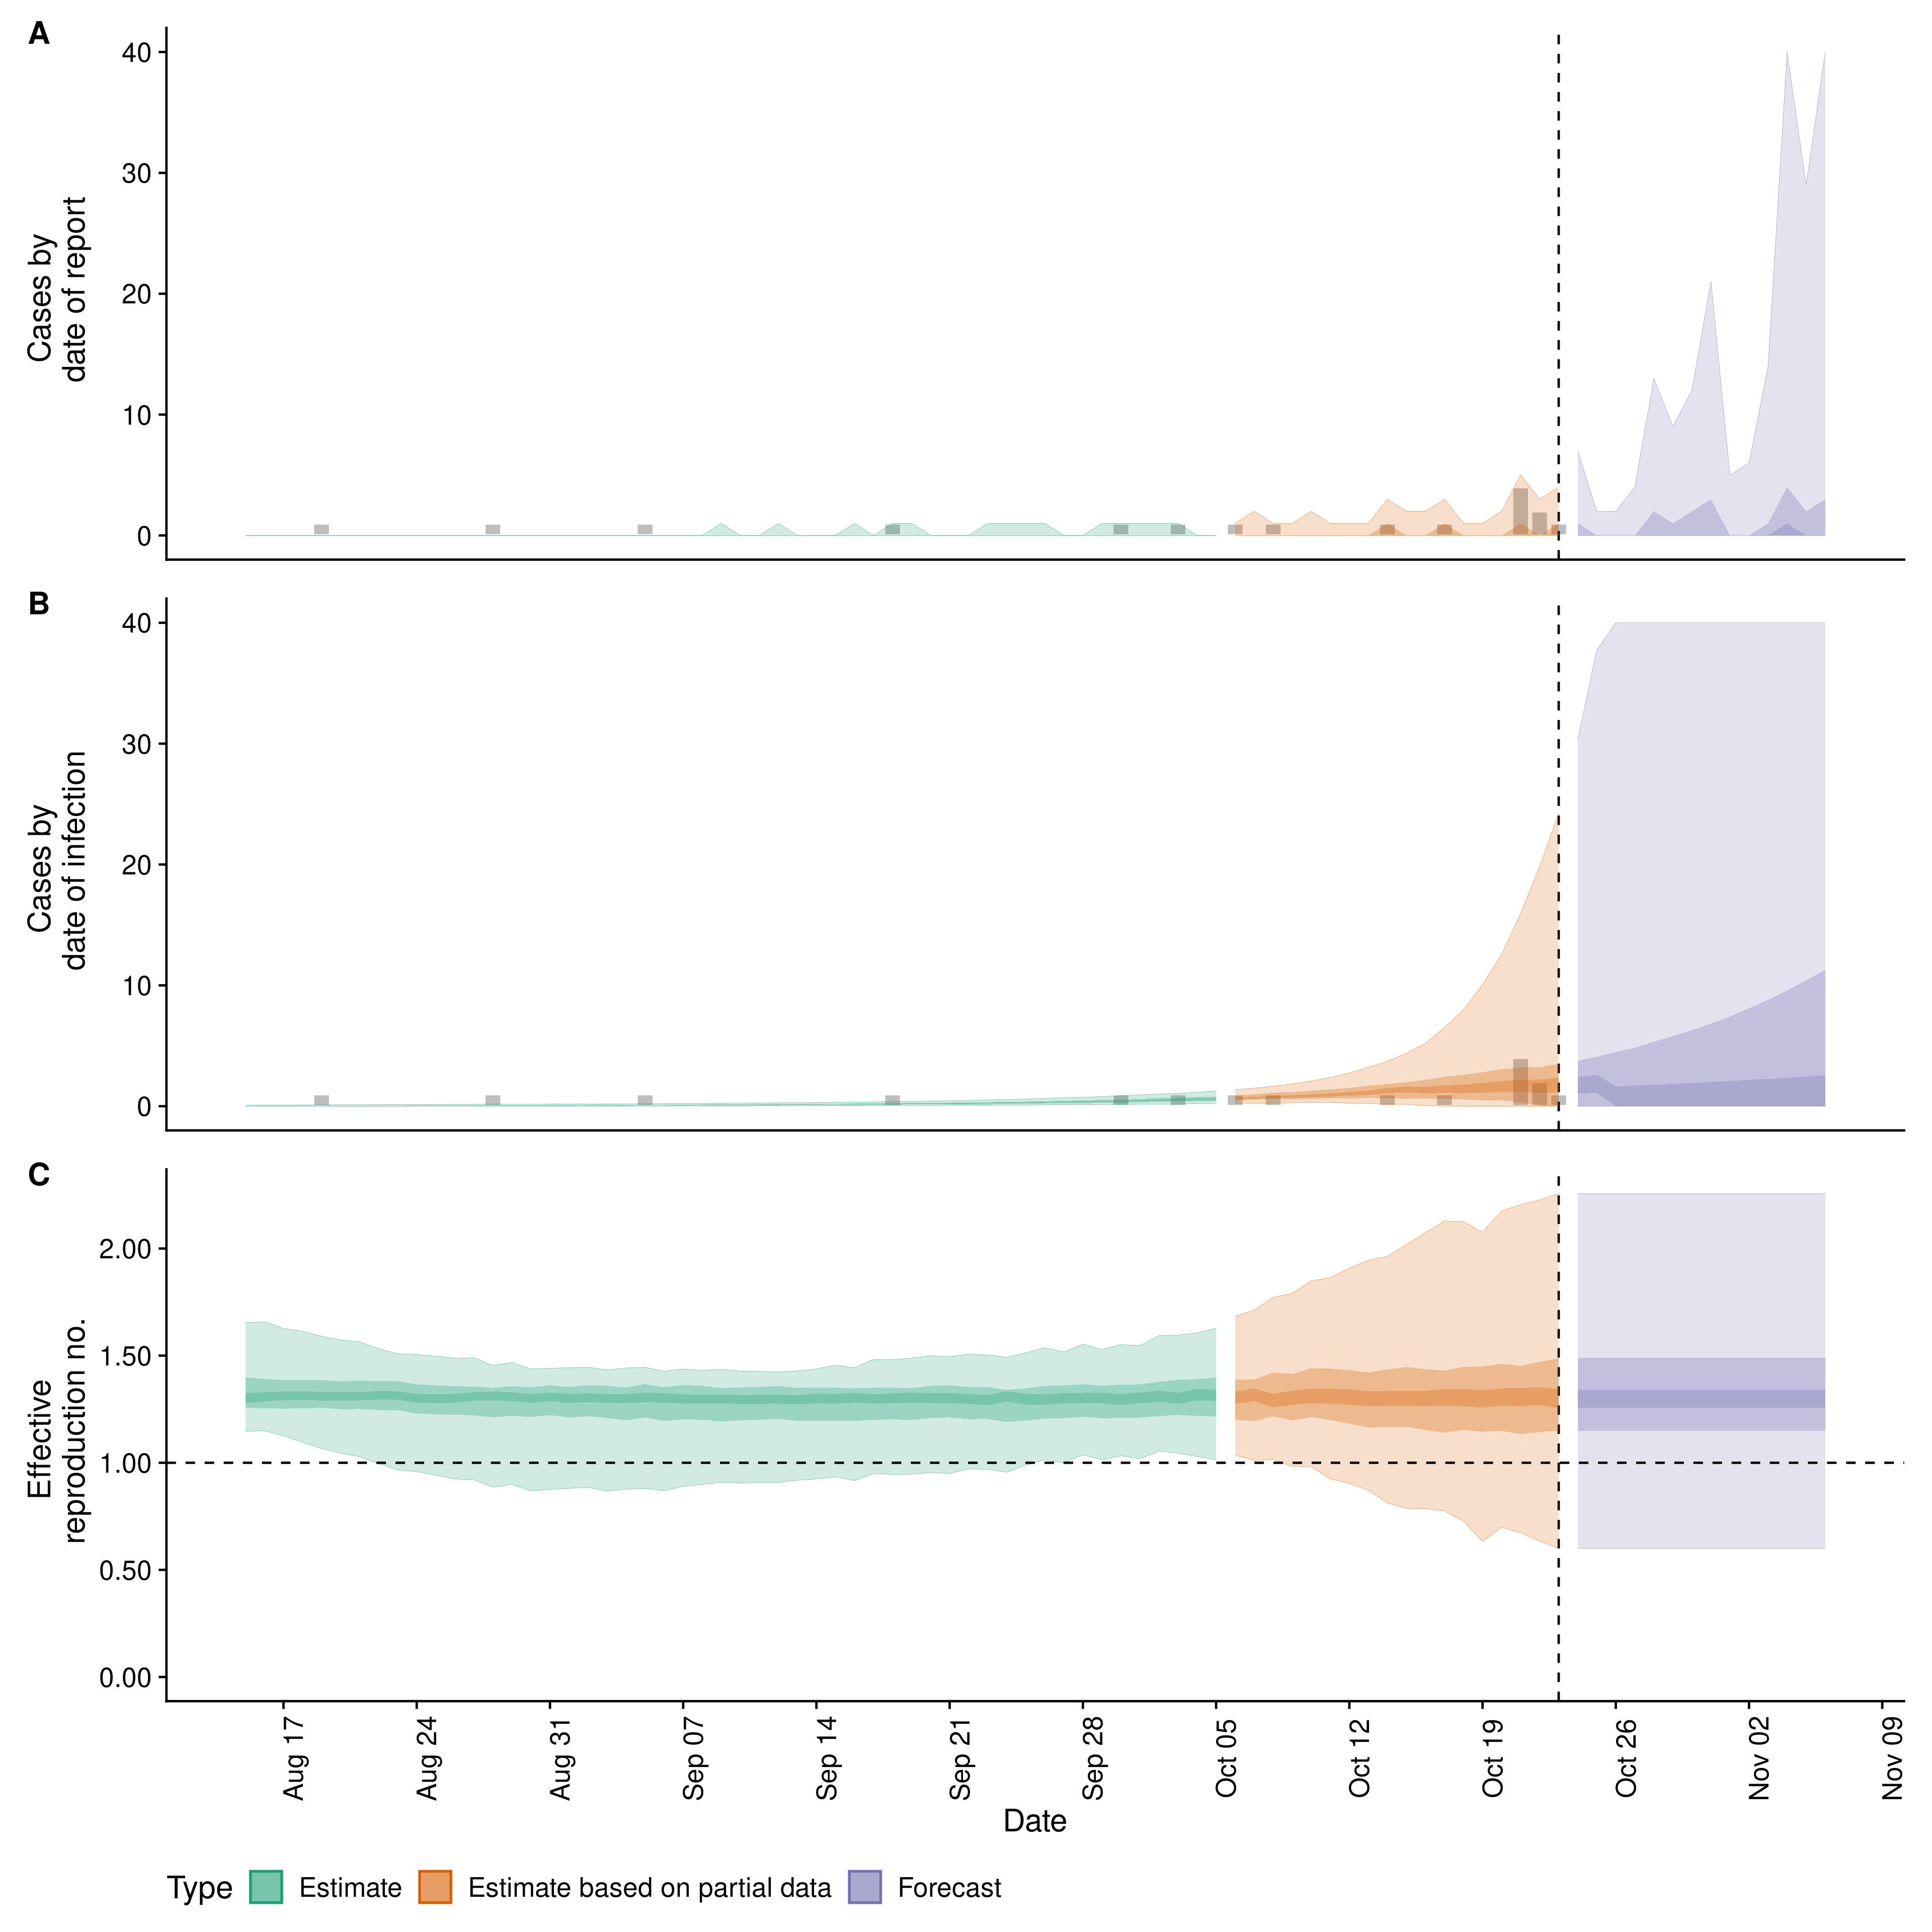 A
40
30
20
10
0
Cases by
date of report
B
40
30
20
10
0
Cases by
date of infection
C
2.00
1.50
1.00
0.50
0.00
Effective
reproduction no.
Aug 17
Aug 24
Aug 31
Sep 07
Sep 14
Sep 21
Sep 28
Oct 05
Oct 12
Oct 19
Oct 26
Nov 02
Nov 09
Date
Type Estimate Estimate based on partial data Forecast